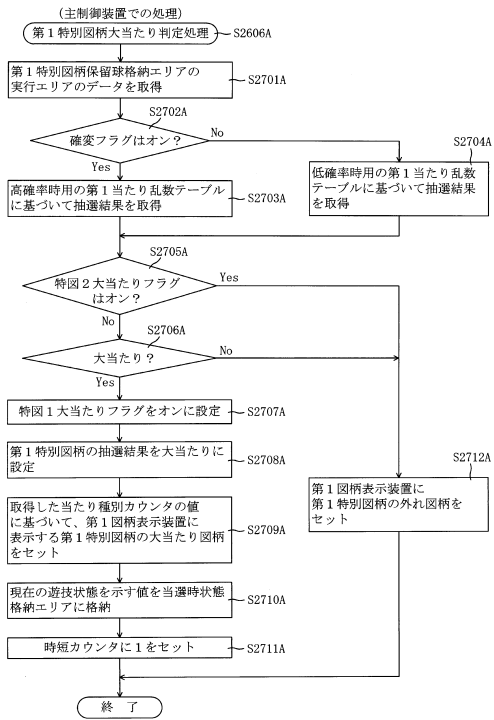 (主制御装置での処理)
第1特別図柄大当たり判定処理
S2606A
第1特別図柄保留球格納エリアの
実行エリアのデータを取得
S2701A
S2702A
確変フラグはオン？
No
Yes
S2704A
低確率時用の第1当たり乱数
テーブルに基づいて抽選結果
を取得
高確率時用の第1当たり乱数テーブル
に基づいて抽選結果を取得
S2703A
S2705A
特図2大当たりフラグ
はオン？
Yes
No
S2706A
大当たり？
No
Yes
特図1大当たりフラグをオンに設定
S2707A
第1特別図柄の抽選結果を大当たりに
設定
S2708A
S2712A
第1図柄表示装置に
第1特別図柄の外れ図柄を
セット
取得した当たり種別カウンタの値
に基づいて、第1図柄表示装置に
表示する第1特別図柄の大当たり図柄
をセット
S2709A
現在の遊技状態を示す値を当選時状態
格納エリアに格納
S2710A
時短カウンタに1をセット
S2711A
終 了